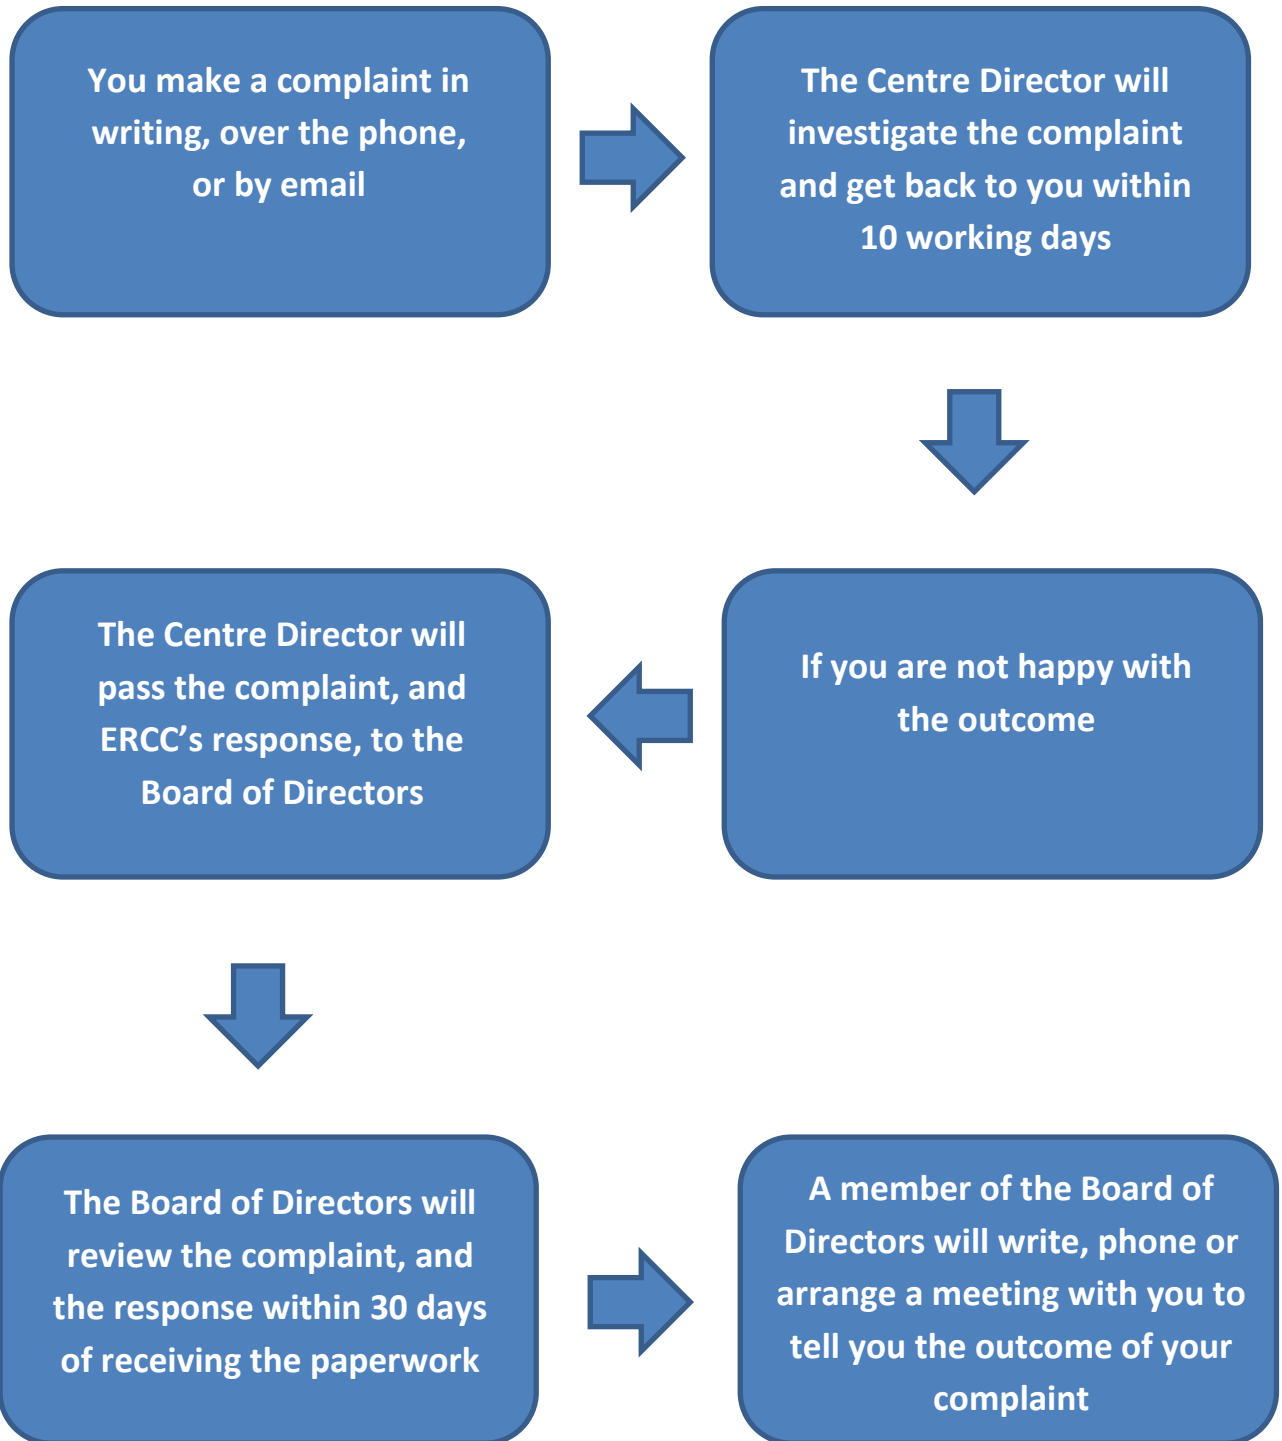 You make a complaint in
writing, over the phone,
or by email
The Centre Director will
investigate the complaint
and get back to you within
10 working days
If you are not happy with
the outcome
The Centre Director will
pass the complaint, and
ERCC’s response, to the
Board of Directors
The Board of Directors will
review the complaint, and
the response within 30 days
of receiving the paperwork
A member of the Board of
Directors will write, phone or
arrange a meeting with you to
tell you the outcome of your
complaint